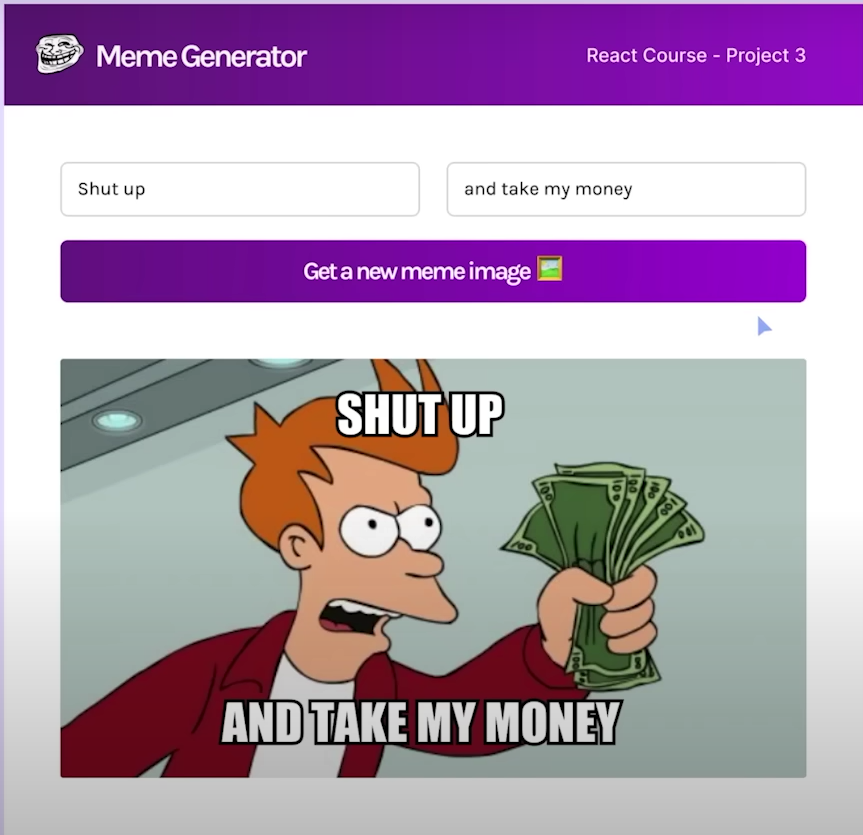 Meme Generator
React Course - Project 3
Shut up
and take my money
Get a new meme image
SHUT UP
AND TAKE MY MONEY